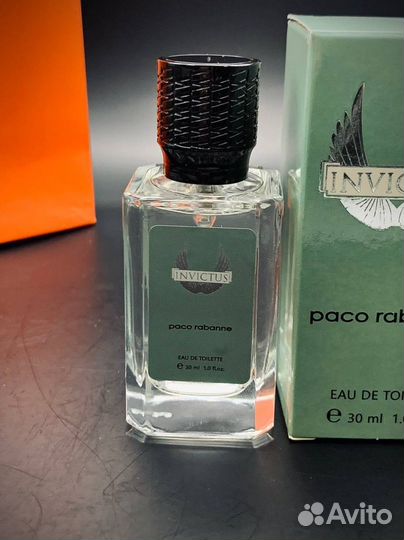 INVICTUS
paco rabanne
EAU DE TOILETTE
e 30 ml 1.0 fl.oz.
INVICT
paco rab
EAU DE TOI
e 30 ml 1.
Avito